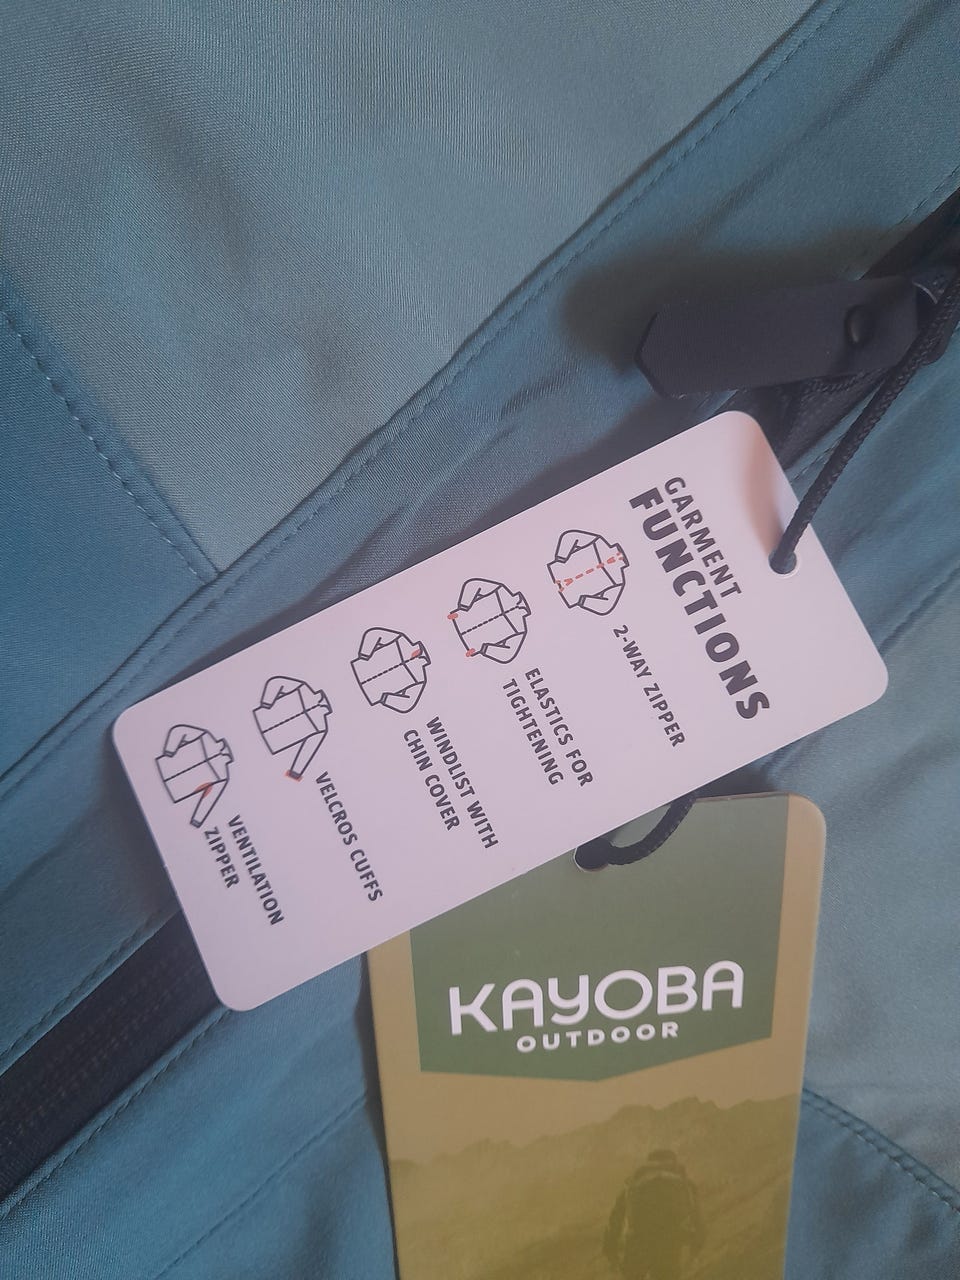 GARMENT
FUNCTIONS
2-WAY ZIPPER
ELASTICS FOR
TIGHTENING
WINDLIST WITH
CHIN COVER
VELCROS CUFFS
VENTILATION
ZIPPER
KAYOBA
OUTDOOR